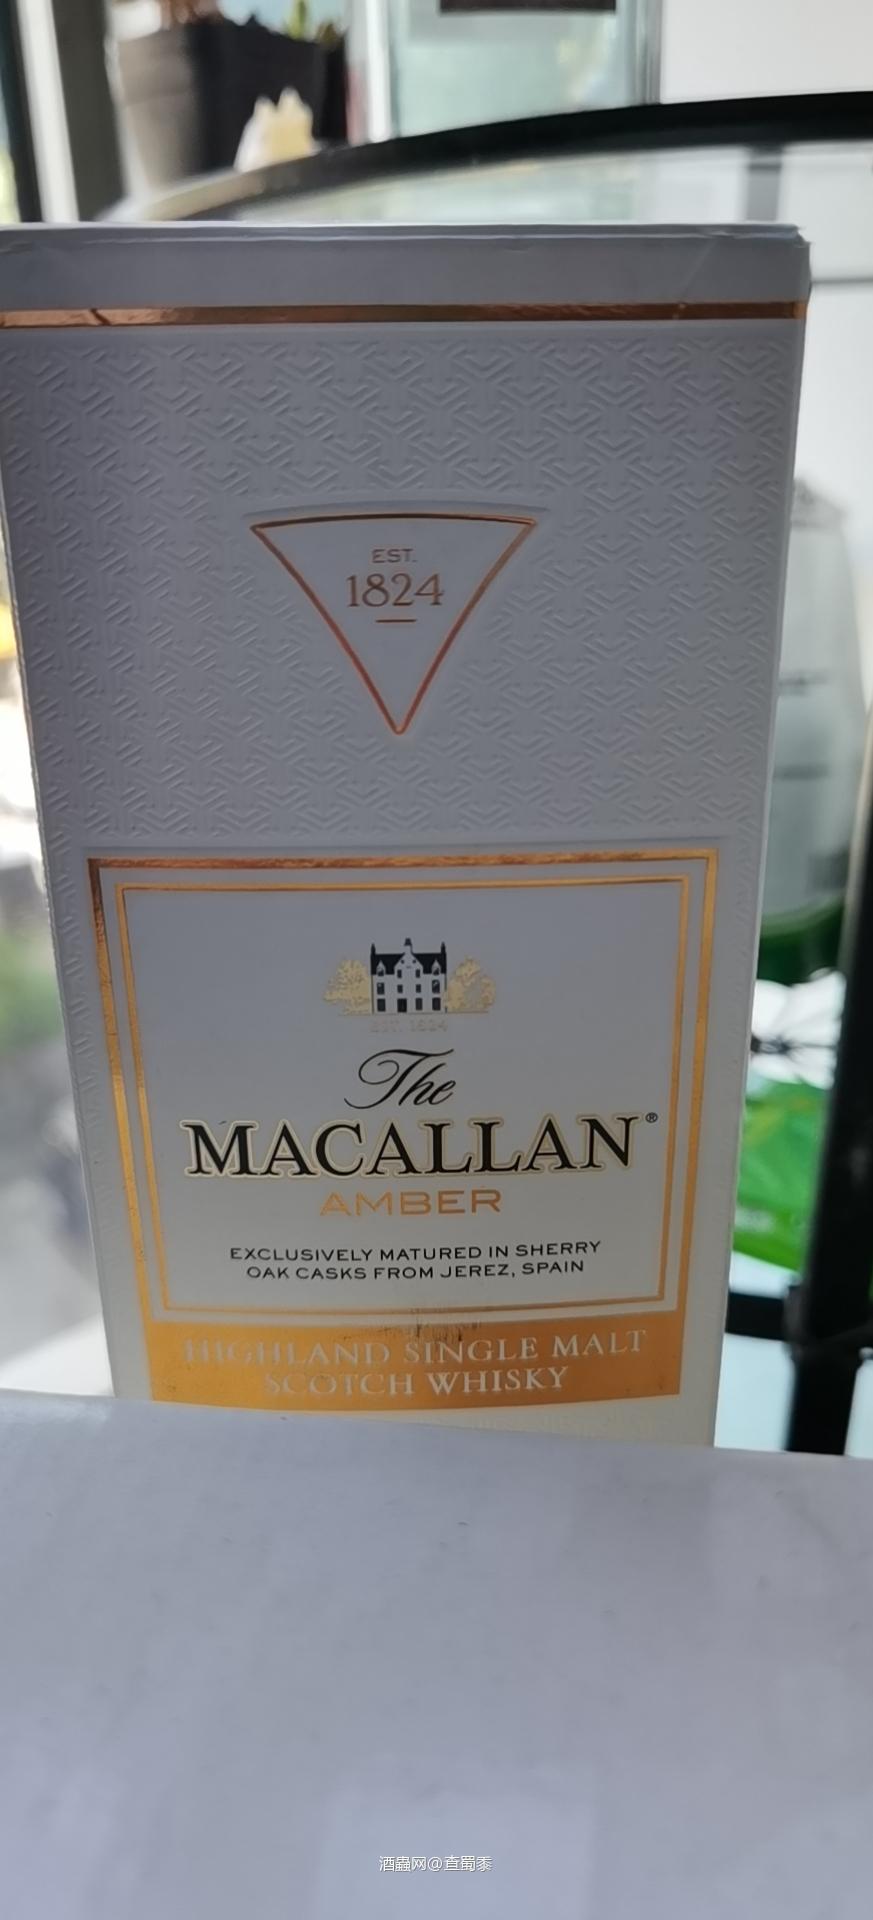 EST.
1824
EST. 1824
The
MACALLAN®
AMBER
EXCLUSIVELY MATURED IN SHERRY
OAK CASKS FROM JEREZ, SPAIN
HIGHLAND SINGLE MALT
SCOTCH WHISKY
酒蟲网@查蜀黍